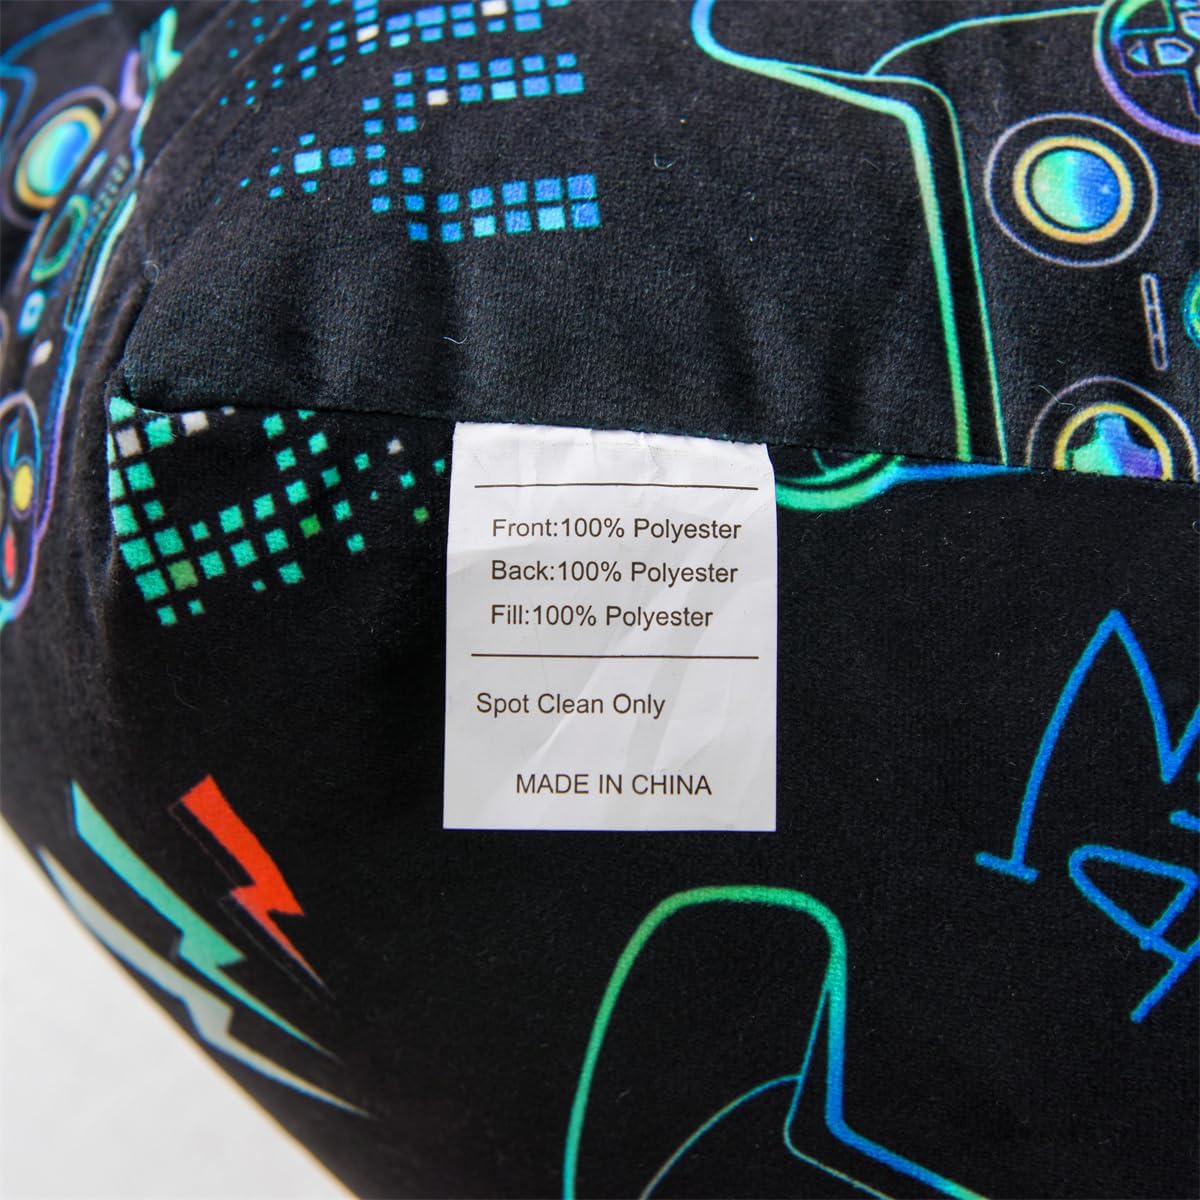 Front:100% Polyester
Back:100% Polyester
Fill:100% Polyester
Spot Clean Only
MADE IN CHINA